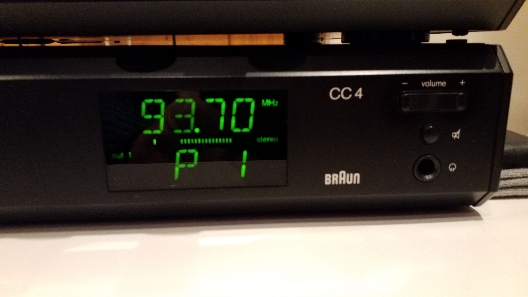 93.70 MHz
stereo
out 1
P 1
CC 4
- volume +
BRAUN